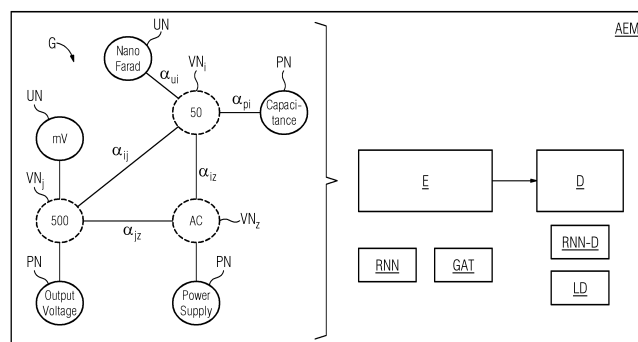 AEM
G
UN
Nano
Farad
αui
VNi
50
αpi
PN
Capaci-
tance
UN
mV
αij
αiz
VNj
500
αjz
AC
VNz
PN
Output
Voltage
PN
Power
Supply
E
D
RNN
GAT
RNN-D
LD